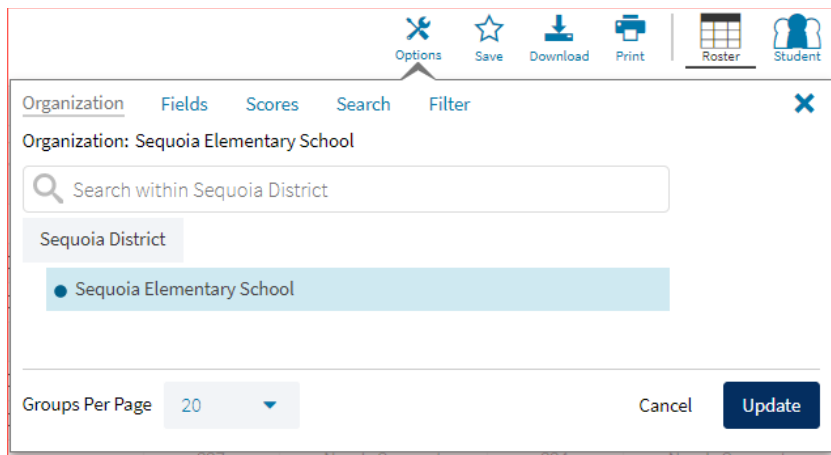 Options Save Download Print Roster Student
Organization Fields Scores Search Filter
Organization: Sequoia Elementary School
Search within Sequoia District
Sequoia District
Sequoia Elementary School
Groups Per Page 20 Cancel Update